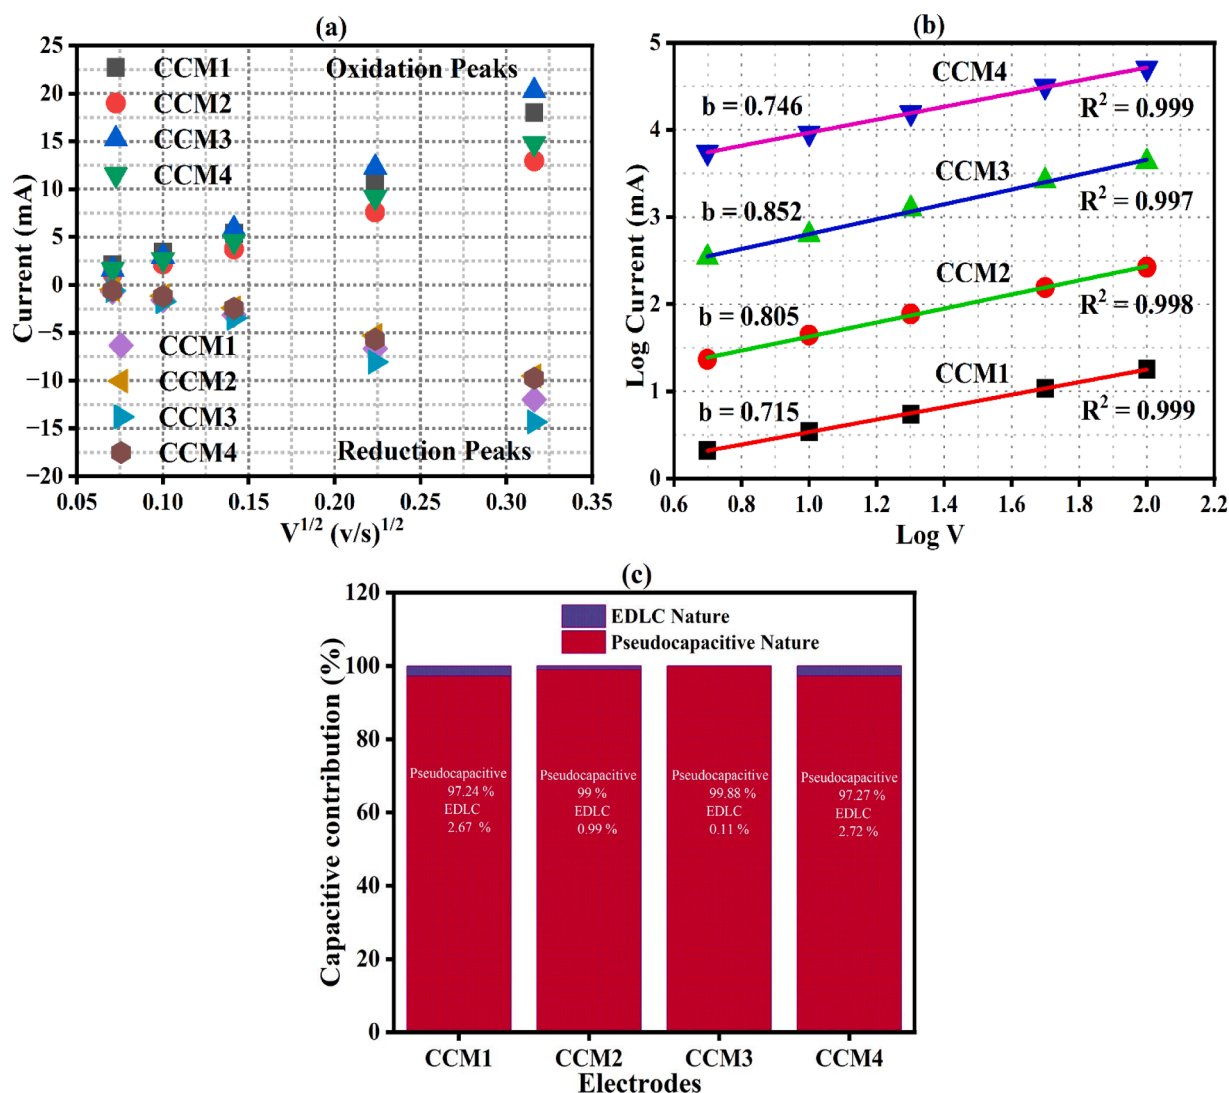 (a)
25
20
15
10
5
0
−5
−10
−15
−20
Current (mA)
CCM1
CCM2
CCM3
CCM4
Oxidation Peaks
CCM1
CCM2
CCM3
CCM4
Reduction Peaks
0.05 0.10 0.15 0.20 0.25 0.30 0.35
V^1/2 (v/s)^1/2
(b)
5
4
3
2
1
0
Log Current (mA)
CCM4
b = 0.746
R² = 0.999
CCM3
b = 0.852
R² = 0.997
CCM2
b = 0.805
R² = 0.998
CCM1
b = 0.715
R² = 0.999
0.6 0.8 1.0 1.2 1.4 1.6 1.8 2.0 2.2
Log V
(c)
120
100
80
60
40
20
0
Capacitive contribution (%)
EDLC Nature
Pseudocapacitive Nature
Pseudocapacitive
97.24 %
EDLC
2.67 %
Pseudocapacitive
99 %
EDLC
0.99 %
Pseudocapacitive
99.88 %
EDLC
0.11 %
Pseudocapacitive
97.27 %
EDLC
2.72 %
CCM1 CCM2 CCM3 CCM4
Electrodes